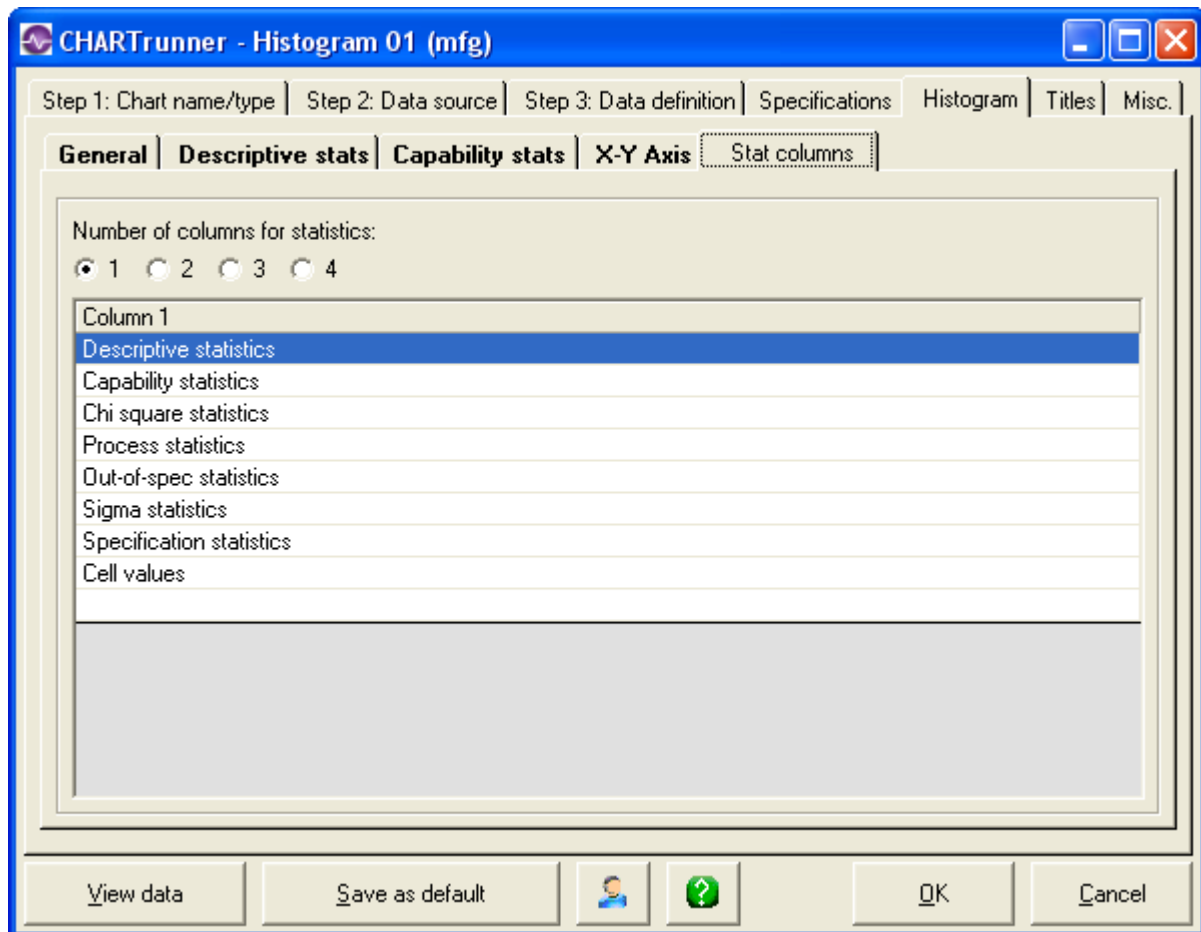 CHARTrunner - Histogram 01 (mfg)
Step 1: Chart name/type Step 2: Data source Step 3: Data definition Specifications Histogram Titles Misc.
General Descriptive stats Capability stats X-Y Axis Stat columns
Number of columns for statistics:
1 2 3 4
Column 1
Descriptive statistics
Capability statistics
Chi square statistics
Process statistics
Out-of-spec statistics
Sigma statistics
Specification statistics
Cell values
View data Save as default ? OK Cancel